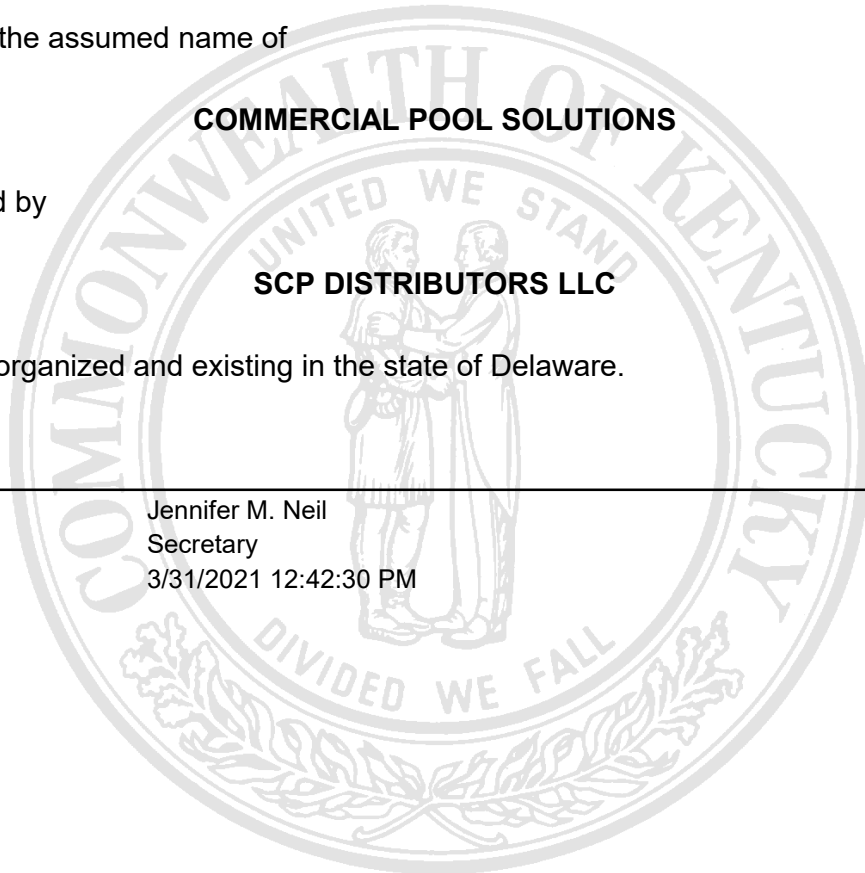 the assumed name of
COMMERCIAL POOL SOLUTIONS
d by
SCP DISTRIBUTORS LLC
organized and existing in the state of Delaware.
Jennifer M. Neil
Secretary
3/31/2021 12:42:30 PM
COMMONWEALTH OF KENTUCKY
UNITED WE STAND
DIVIDED WE FALL